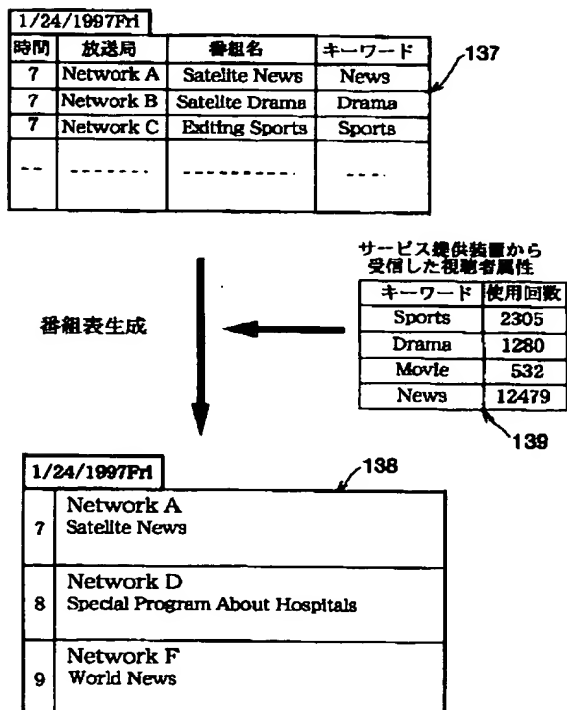 1/24/1997Fri
時間 放送局 番組名 キーワード
7 Network A Satelite News News
7 Network B Satelite Drama Drama
7 Network C Exiting Sports Sports
-- ------- ----------- ----
137
サービス提供装置から
受信した視聴者属性
キーワード 使用回数
Sports 2305
Drama 1280
Movie 532
News 12479
139
番組表生成
138
1/24/1997Fri
7 Network A
Satelite News
8 Network D
Special Program About Hospitals
9 Network F
World News